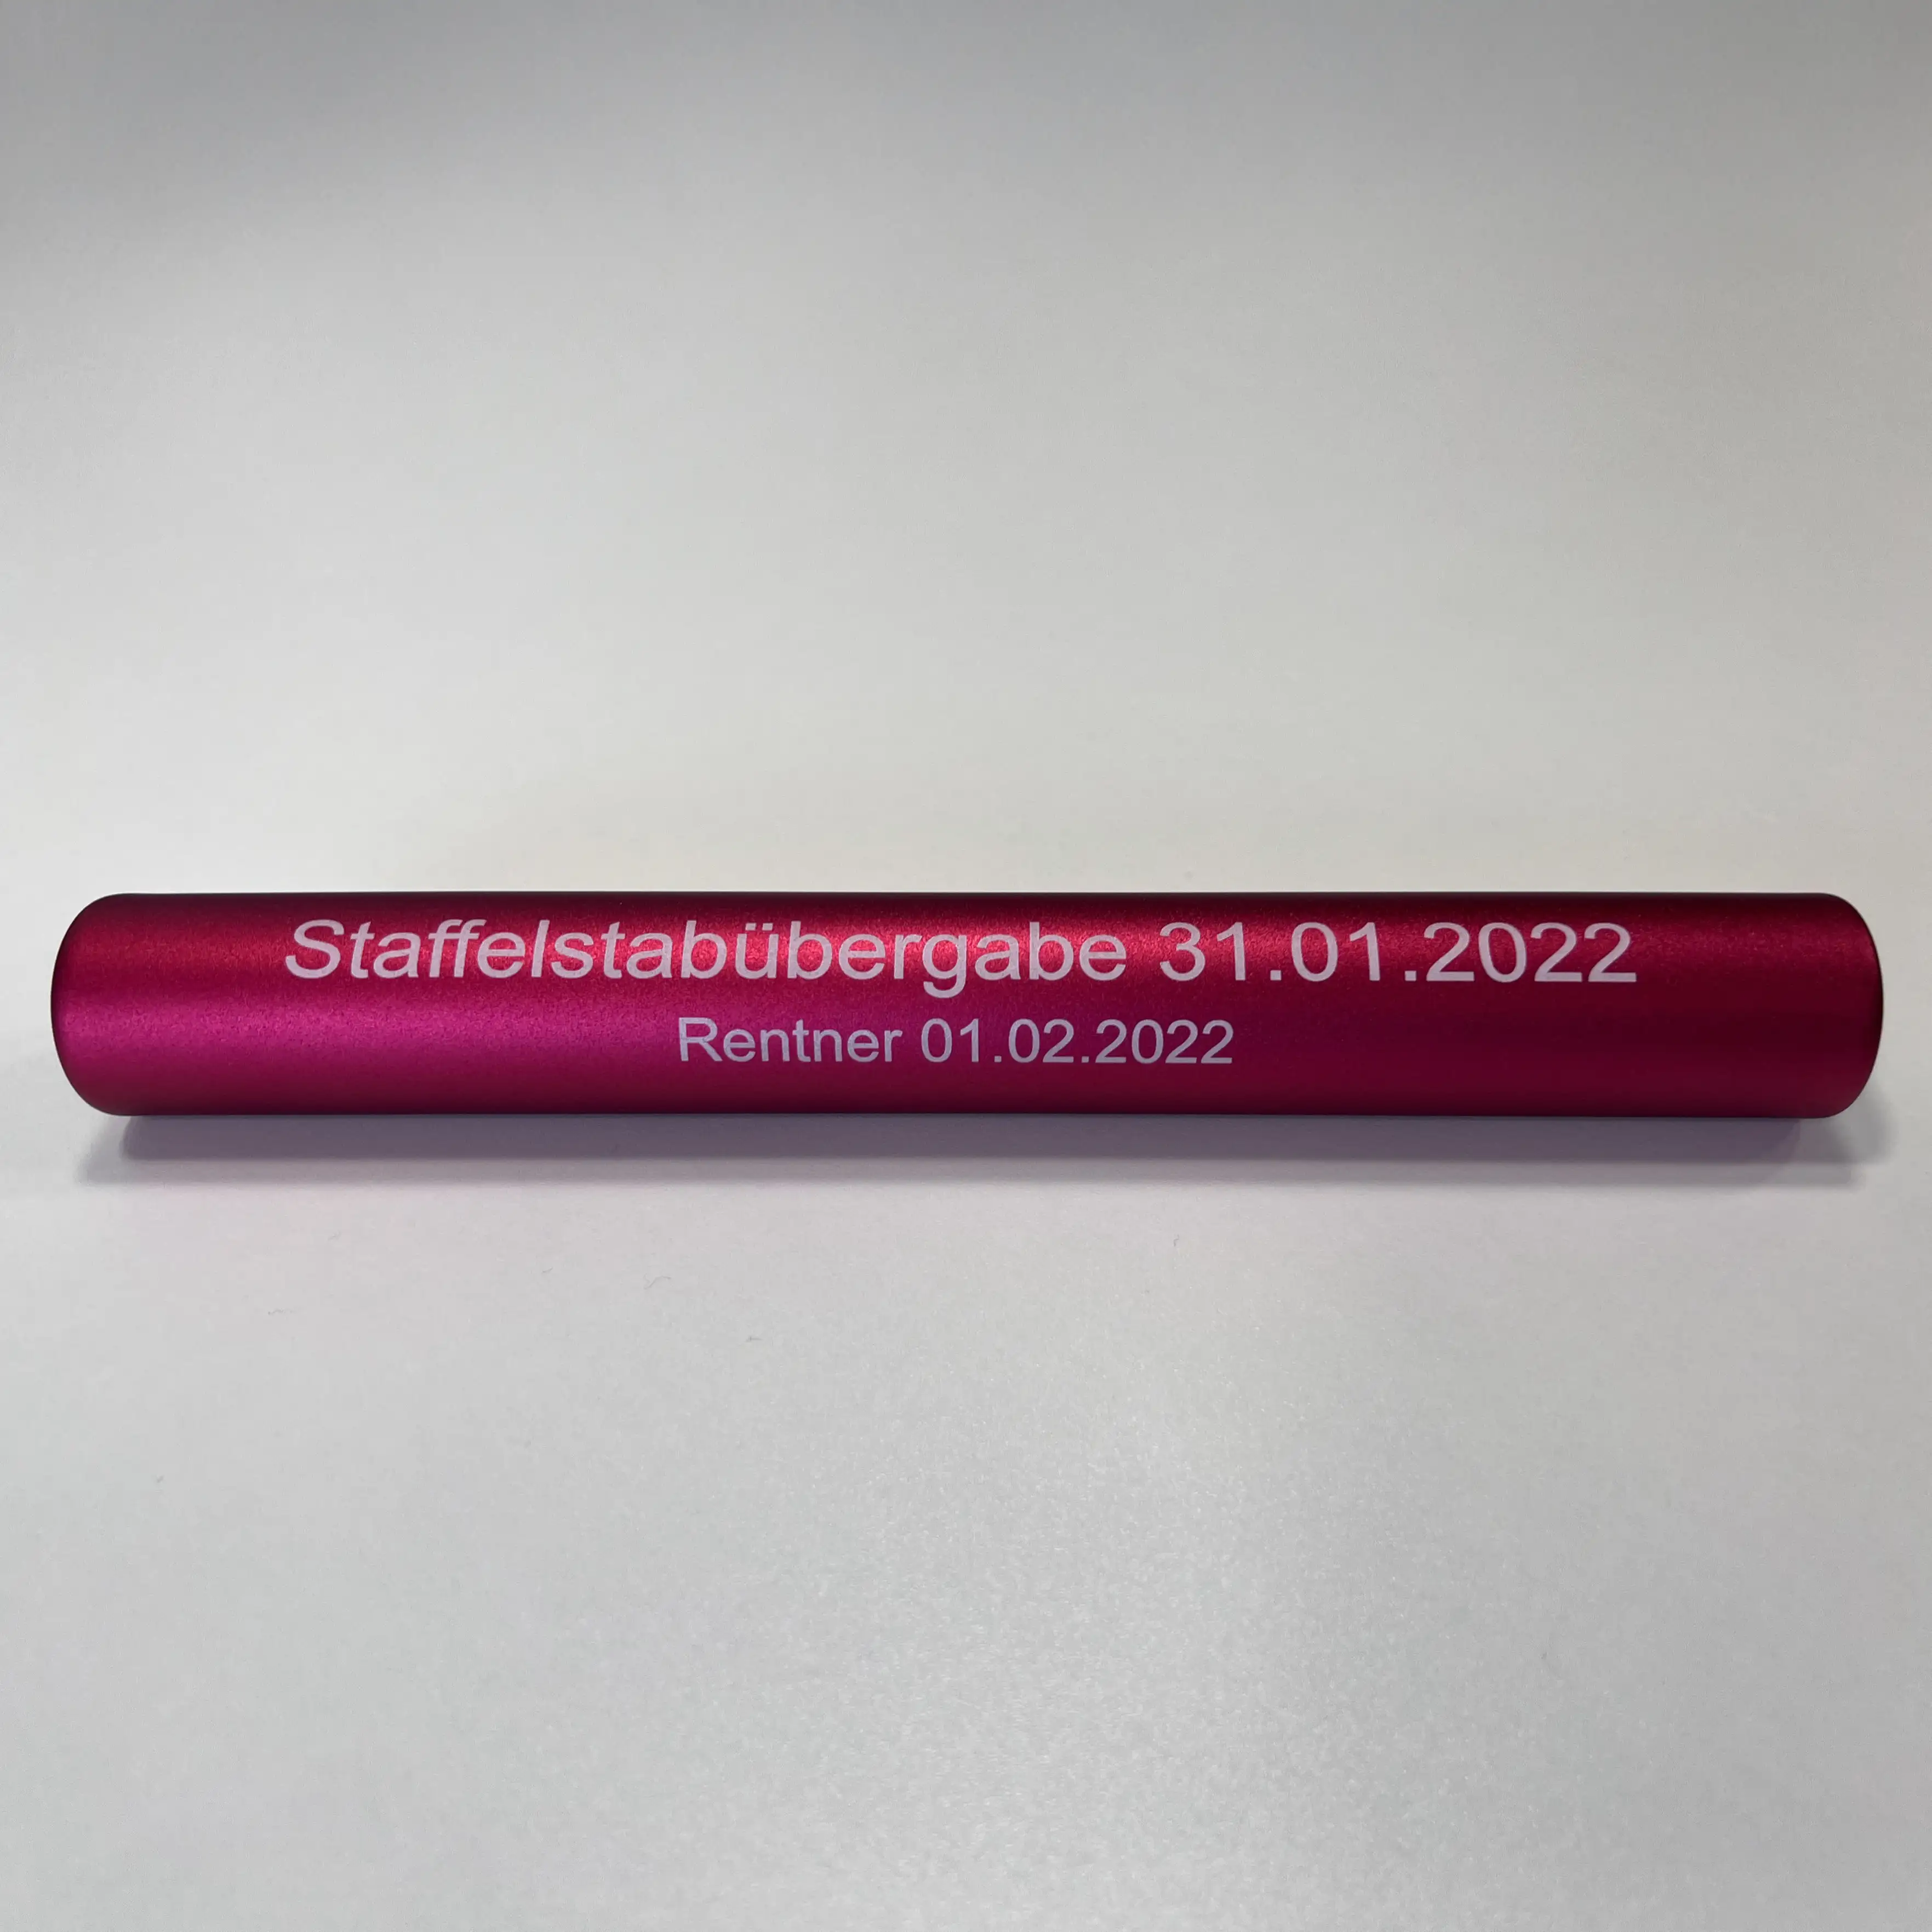 Staffelstabübergabe 31.01.2022
Rentner 01.02.2022